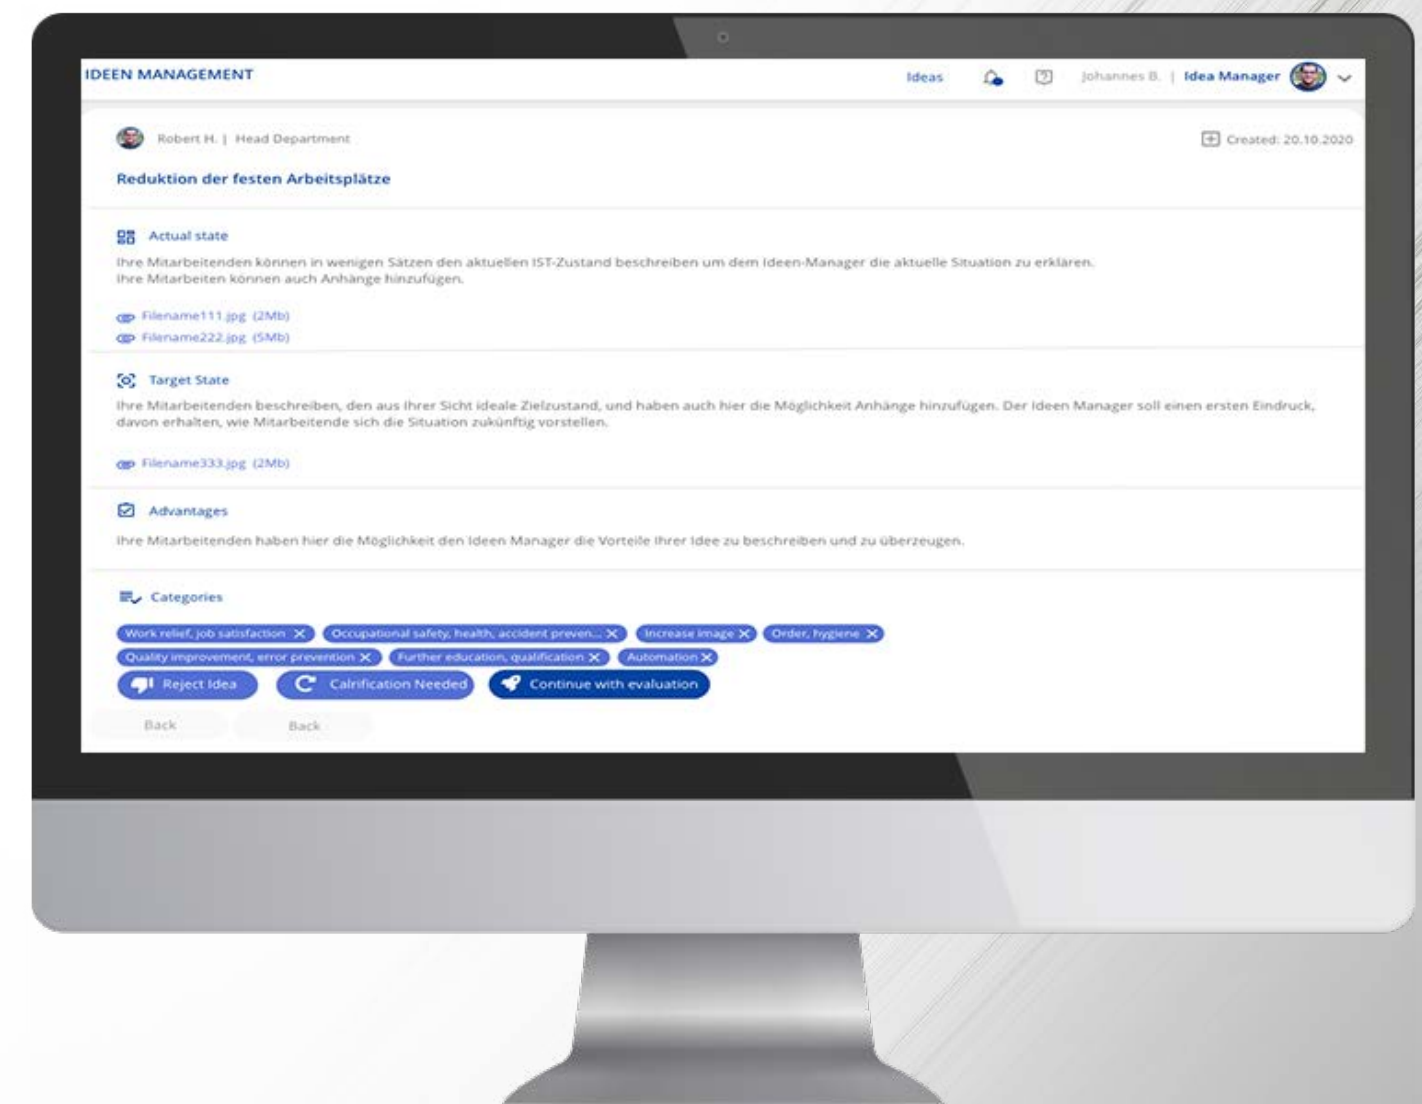 IDEEN MANAGEMENT
Ideas
Johannes B. | Idea Manager
Robert H. | Head Department
Created: 20.10.2020
Reduktion der festen Arbeitsplätze
Actual state
Ihre Mitarbeitenden können in wenigen Sätzen den aktuellen IST-Zustand beschreiben um dem Ideen-Manager die aktuelle Situation zu erklären.
Ihre Mitarbeiten können auch Anhänge hinzufügen.
Filename111.jpg (2Mb)
Filename222.jpg (5Mb)
Target State
Ihre Mitarbeitenden beschreiben, den aus Ihrer Sicht ideale Zielzustand, und haben auch hier die Möglichkeit Anhänge hinzufügen. Der Ideen Manager soll einen ersten Eindruck,
davon erhalten, wie Mitarbeitende sich die Situation zukünftig vorstellen.
Filename333.jpg (2Mb)
Advantages
Ihre Mitarbeitenden haben hier die Möglichkeit den Ideen Manager die Vorteile Ihrer Idee zu beschreiben und zu überzeugen.
Categories
Work relief, job satisfaction X Occupational safety, health, accident preven... X Increase image X Order, hygiene X
Quality improvement, error prevention X Further education, qualification X Automation X
Reject Idea Calrification Needed Continue with evaluation
Back Back